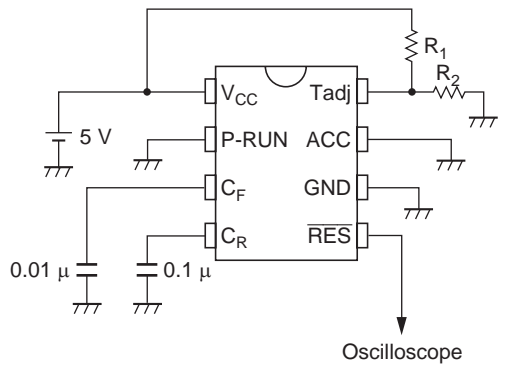 R1
R2
VCC
Tadj
5 V
P-RUN
ACC
CF
GND
CR
RES
0.01 μ
0.1 μ
Oscilloscope